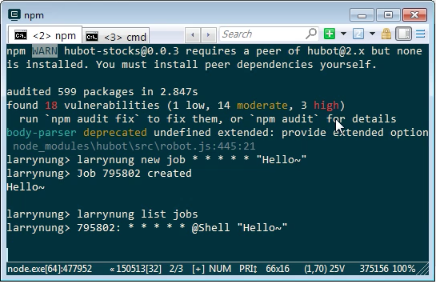 npm
<2> npm
<3> cmd
Search
npm WARN hubot-stocks@0.0.3 requires a peer of hubot@2.x but none
is installed. You must install peer dependencies yourself.
audited 599 packages in 2.847s
found 18 vulnerabilities (1 low, 14 moderate, 3 high)
run `npm audit fix` to fix them, or `npm audit` for details
body-parser deprecated undefined extended: provide extended option
node_modules\hubot\src\robot.js:445:21
larrynung> larrynung new job * * * * * "Hello~"
larrynung> Job 795802 created
Hello~
larrynung> larrynung list jobs
larrynung> 795802: * * * * * @Shell "Hello~"
node.exe[64]:477952 «150513[32] 2/3 [+] NUM PRI‡ 66x16 (1,70) 25V 375156 100%